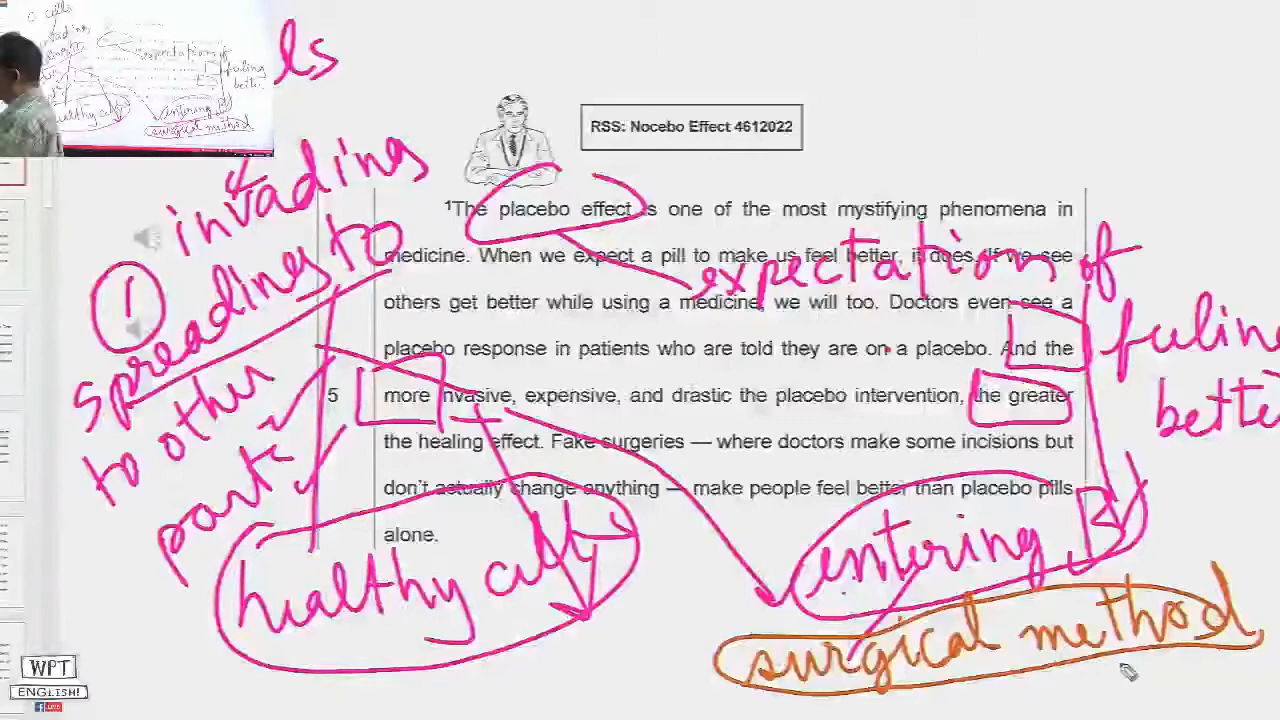 ls
RSS: Nocebo Effect 4612022
invading
¹The placebo effect is one of the most mystifying phenomena in
medicine. When we expect a pill to make us feel better, it does. If we see
others get better while using a medicine, we will too. Doctors even see a
placebo response in patients who are told they are on a placebo. And the
5 more invasive, expensive, and drastic the placebo intervention, the greater
the healing effect. Fake surgeries — where doctors make some incisions but
don't actually change anything — make people feel better than placebo pills
alone.
expectation of
feeling
better
1
spreading to
to other
parts
healthy cells
entering B
surgical method
WPT
ENGLISH!
LIVE